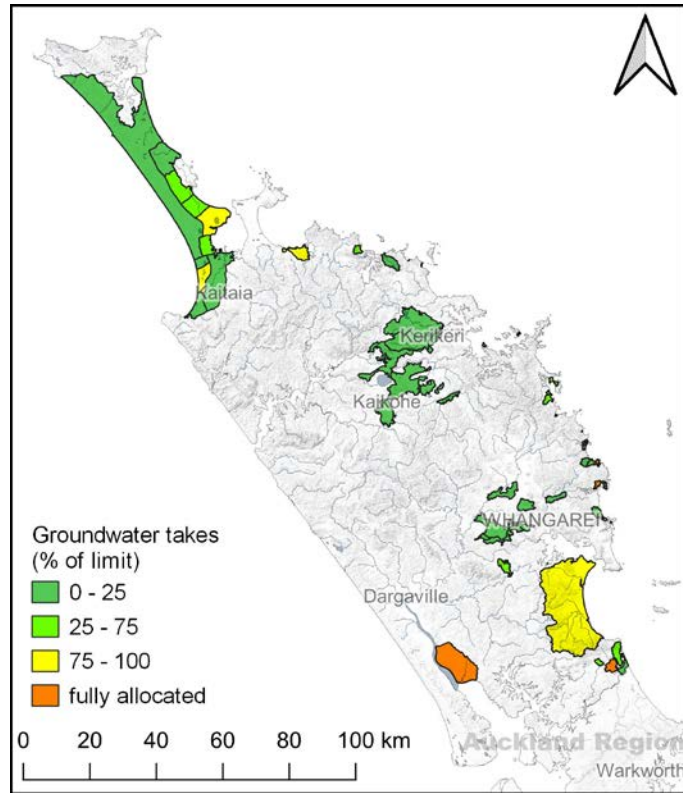 Kaitaia
Kerikeri
Kaikohe
WHANGAREI
Groundwater takes
(% of limit)
0 - 25
25 - 75
75 - 100
fully allocated
Dargaville
0 20 40 60 80 100 km
Auckland Region
Warkworth